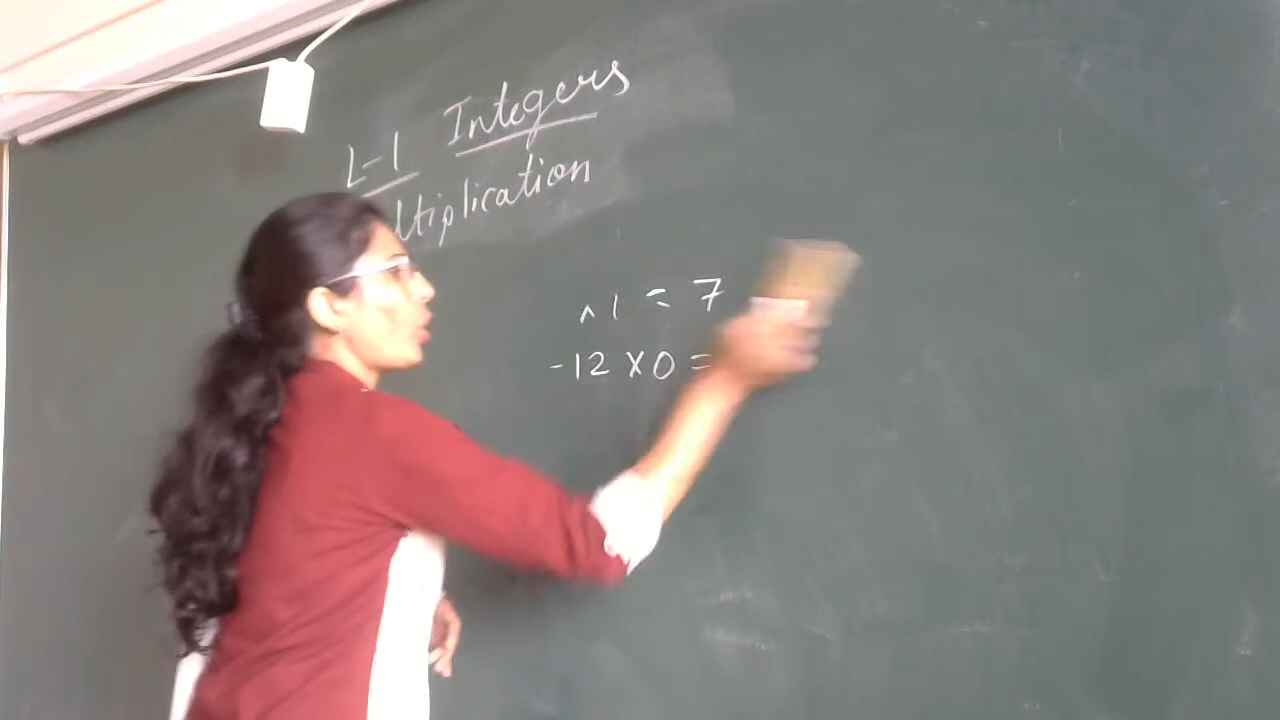 L-1 Integers
ltiplication
1 = 7
-12 × 0 =